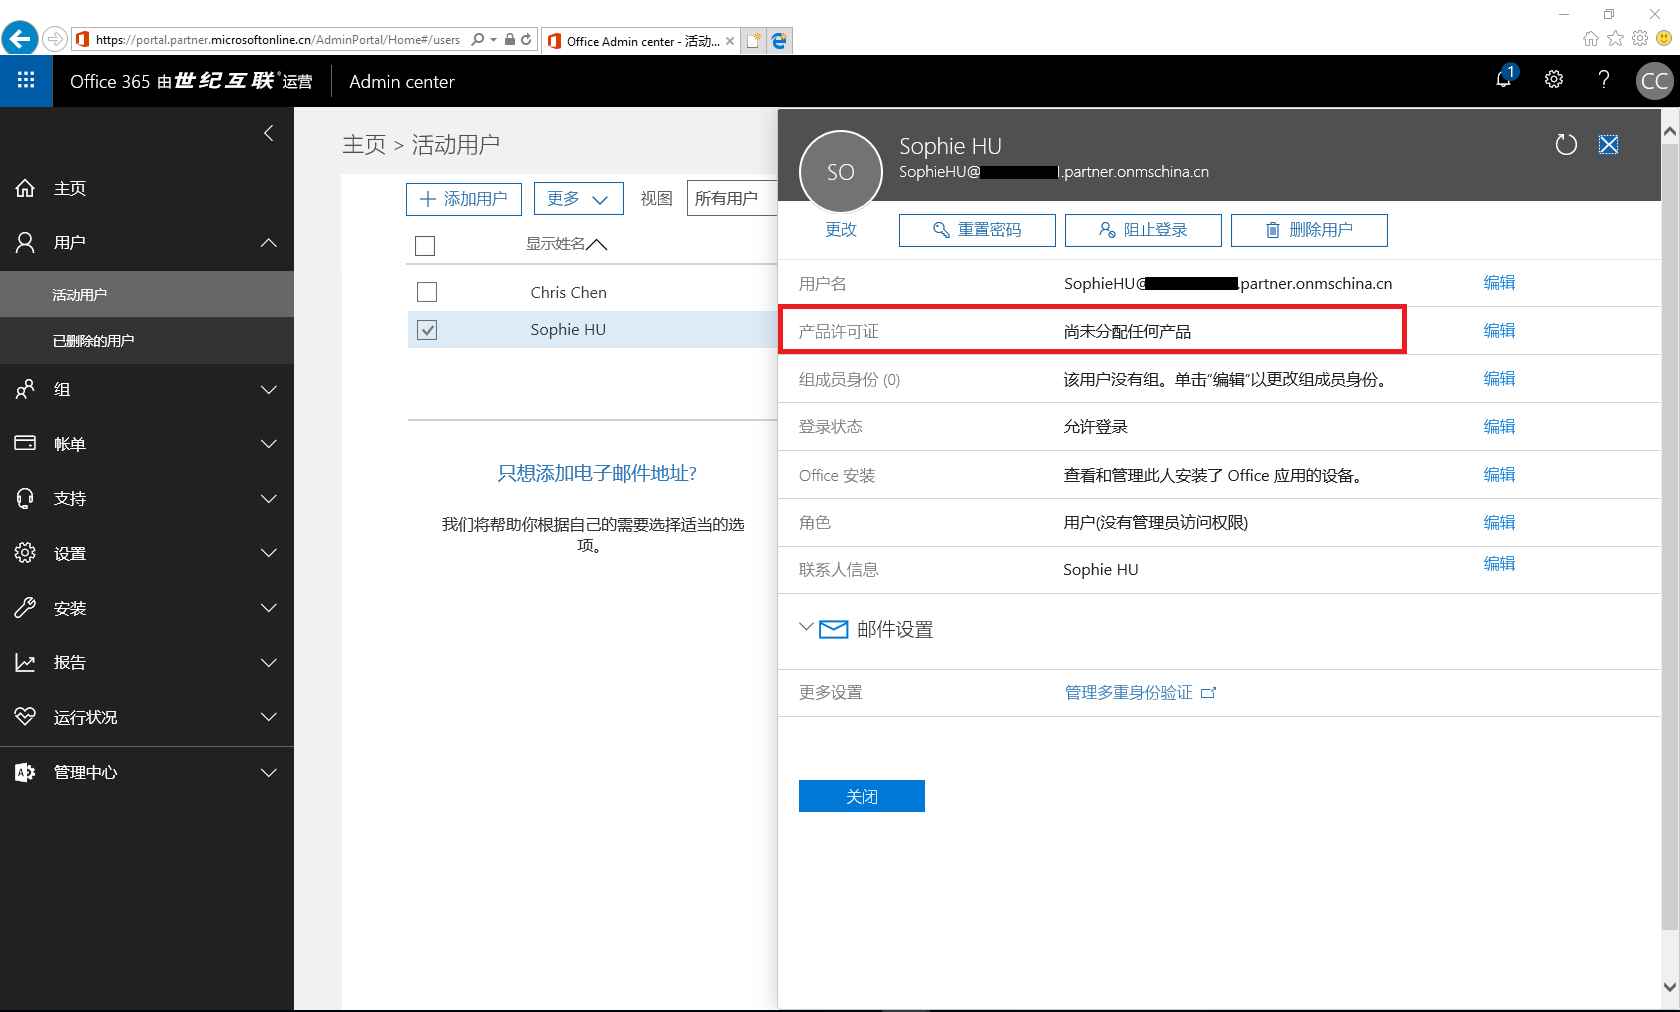 https://portal.partner.microsoftonline.cn/AdminPortal/Home#/users
Office Admin center - 活动...
Office 365 由世纪互联运营
Admin center
1
?
CC
主页
用户
活动用户
已删除的用户
组
帐单
支持
设置
安装
报告
运行状况
管理中心
主页 > 活动用户
添加用户
更多
视图
所有用户
显示姓名
Chris Chen
Sophie HU
只想添加电子邮件地址?
我们将帮助你根据自己的需要选择适当的选
项。
SO
Sophie HU
SophieHU@ .partner.onmschina.cn
更改
重置密码
阻止登录
删除用户
用户名 SophieHU@ .partner.onmschina.cn 编辑
产品许可证 尚未分配任何产品 编辑
组成员身份 (0) 该用户没有组。单击“编辑”以更改组成员身份。 编辑
登录状态 允许登录 编辑
Office 安装 查看和管理此人安装了 Office 应用的设备。 编辑
角色 用户(没有管理员访问权限) 编辑
联系人信息 Sophie HU 编辑
邮件设置
更多设置 管理多重身份验证
关闭